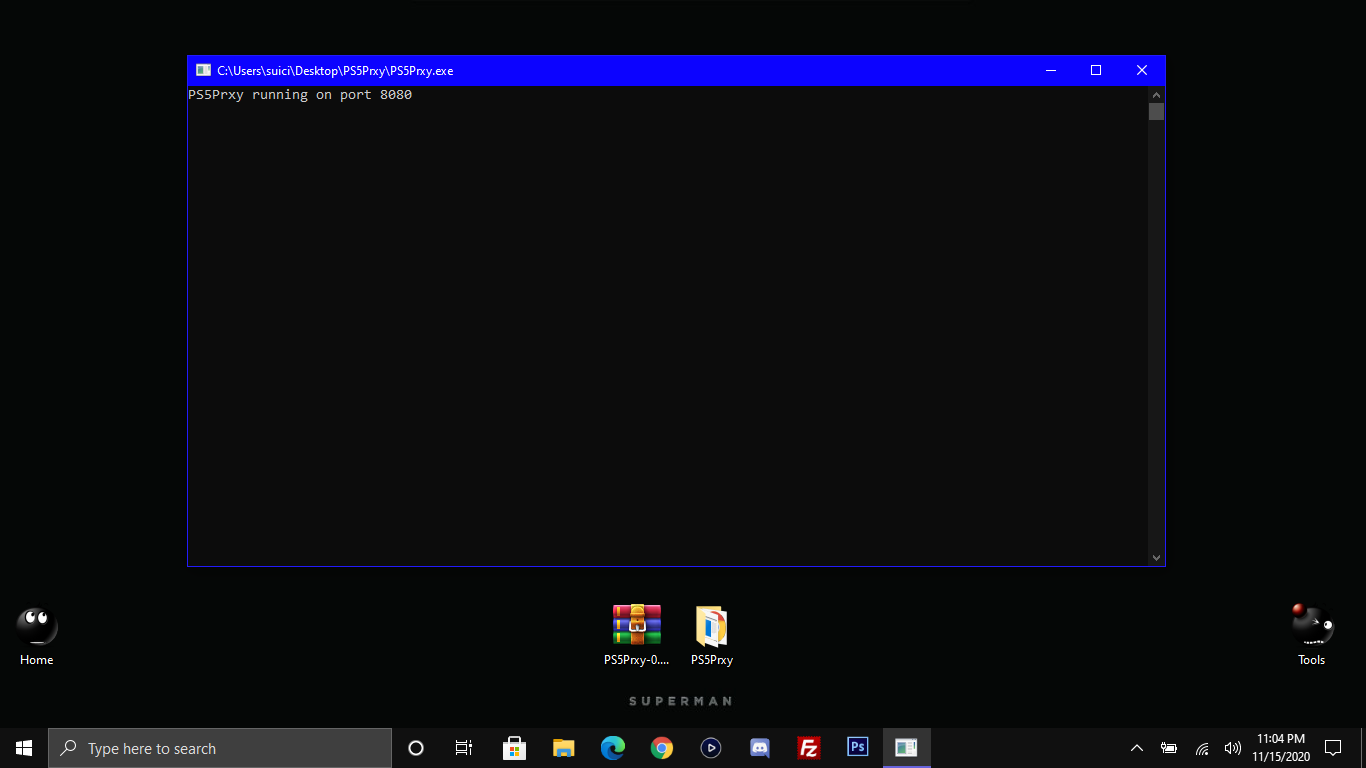 C:\Users\suici\Desktop\PS5Prxy\PS5Prxy.exe
PS5Prxy running on port 8080
Home
PS5Prxy-0....
PS5Prxy
Tools
SUPERMAN
Type here to search
Ps
11:04 PM
11/15/2020